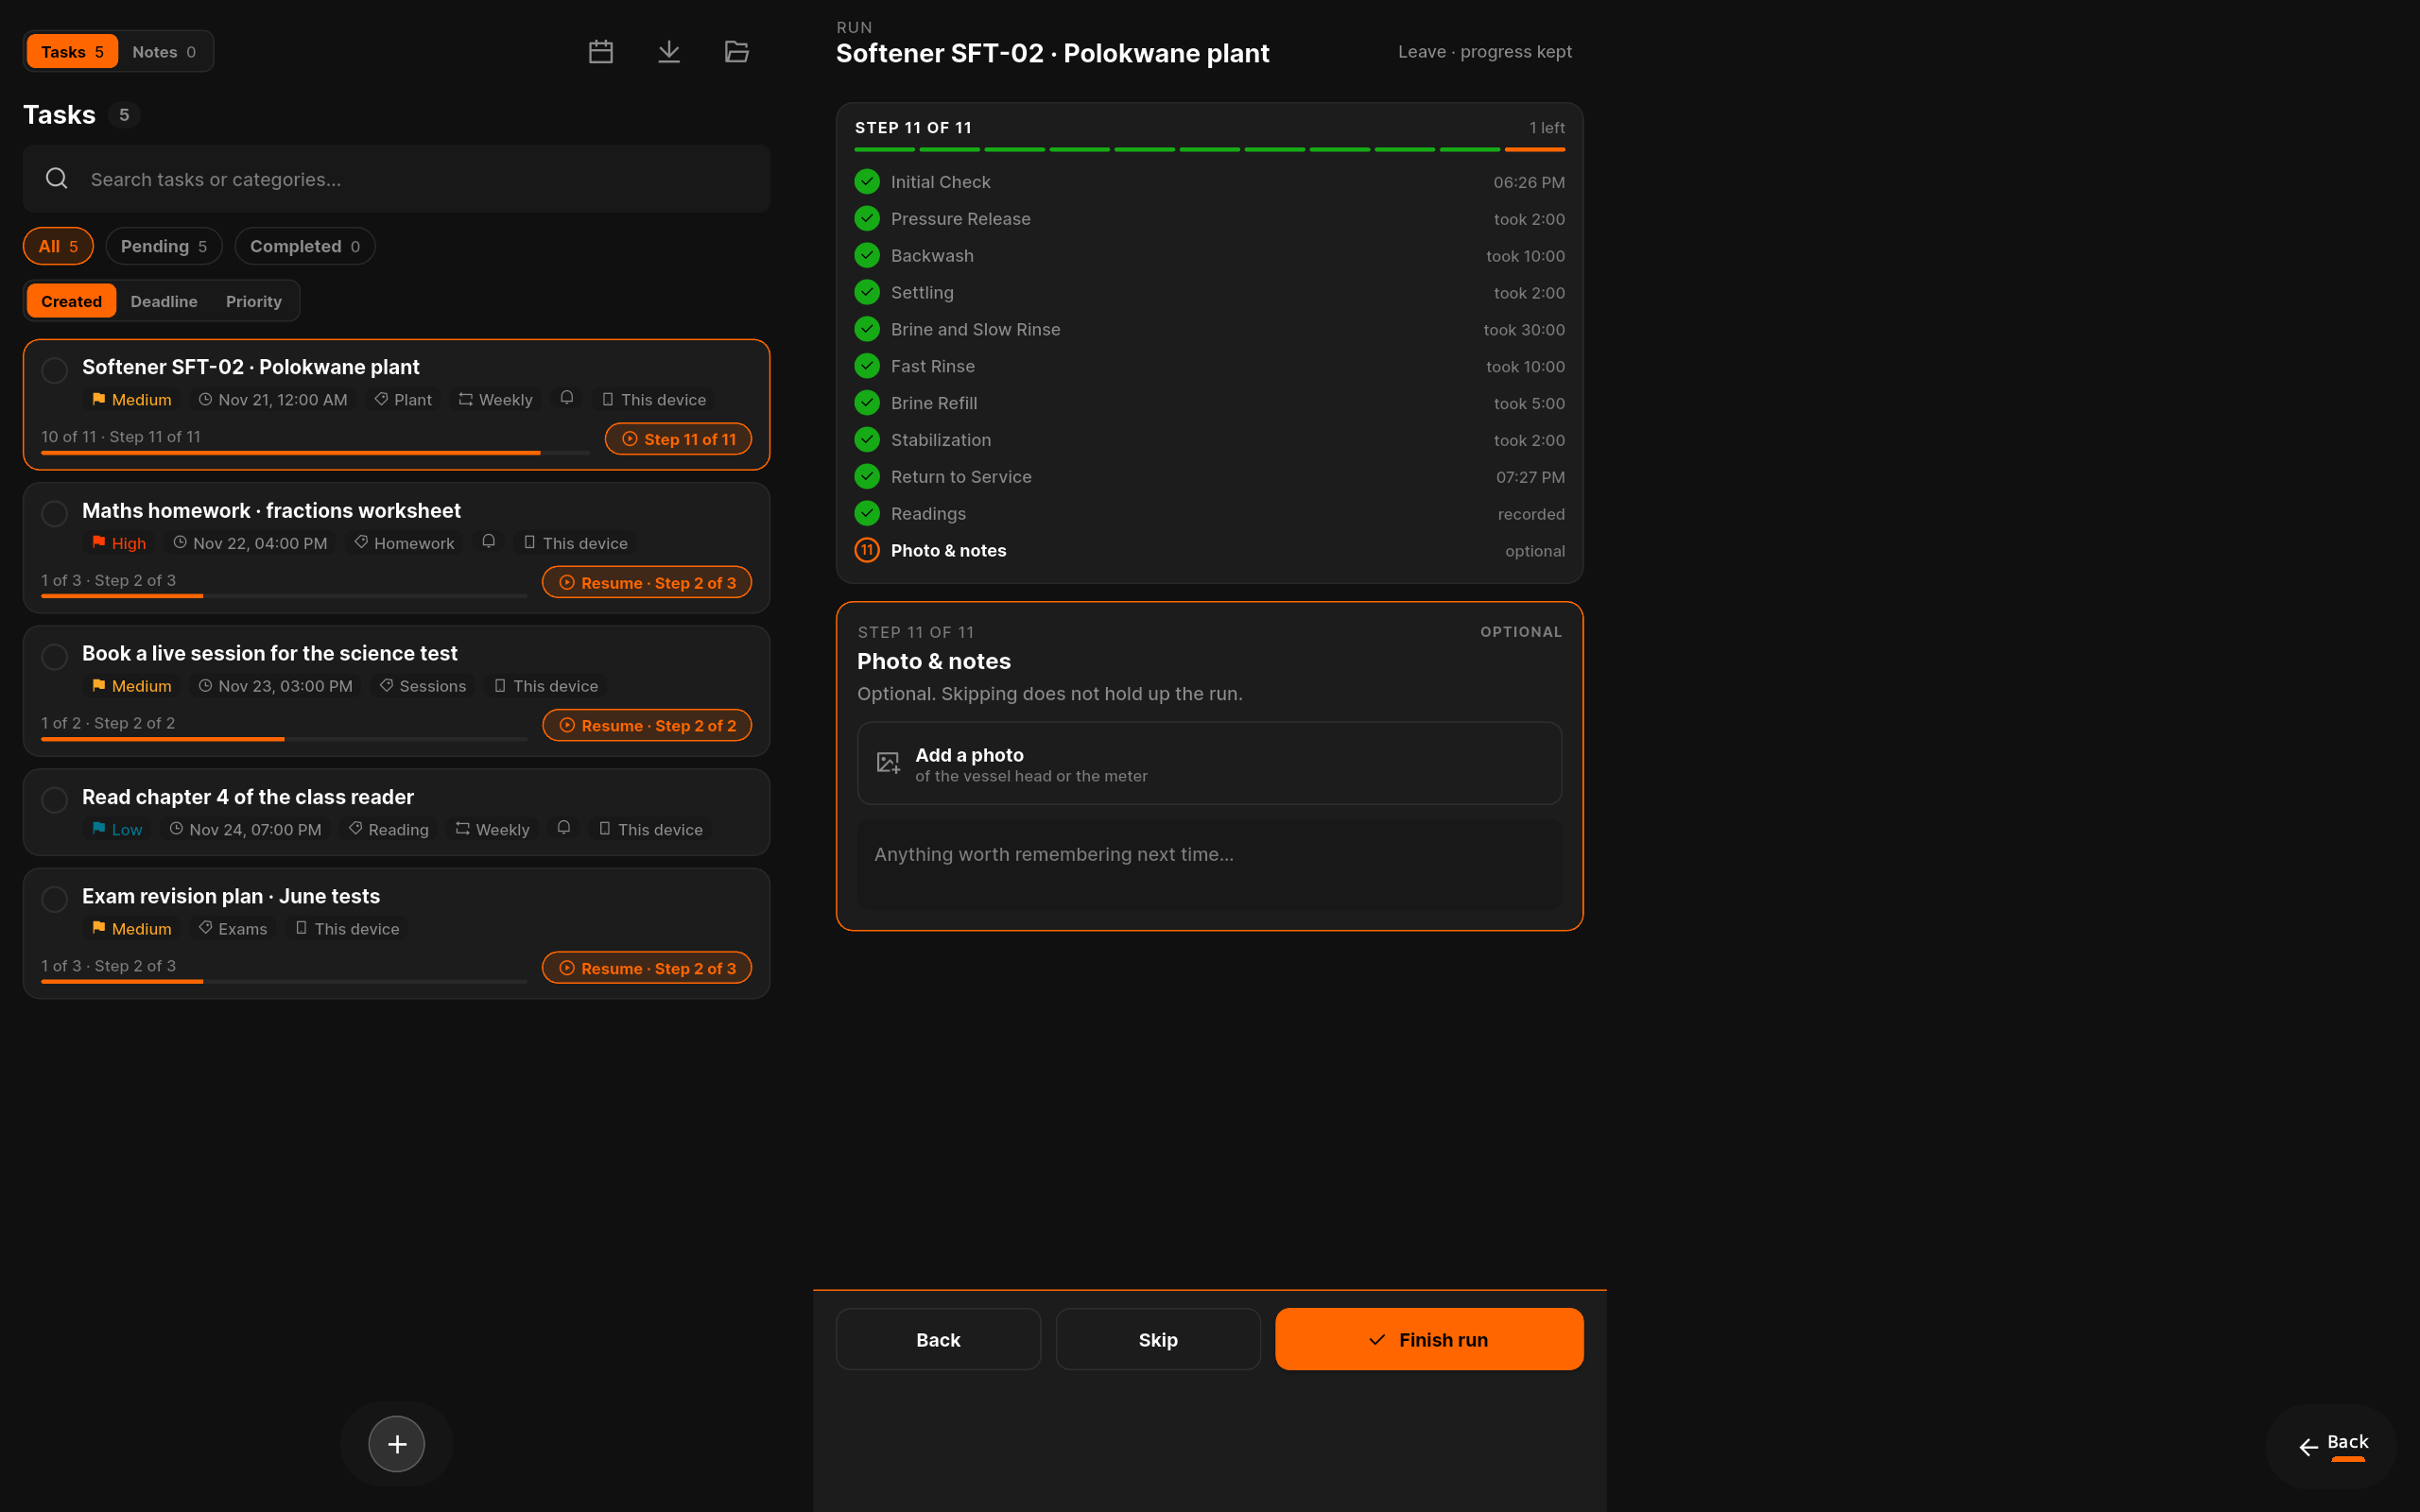 Tasks 5 Notes 0
Tasks 5
Search tasks or categories...
All 5 Pending 5 Completed 0
Created Deadline Priority
Softener SFT-02 · Polokwane plant
Medium Nov 21, 12:00 AM Plant Weekly This device
10 of 11 · Step 11 of 11
Step 11 of 11
Maths homework · fractions worksheet
High Nov 22, 04:00 PM Homework This device
1 of 3 · Step 2 of 3
Resume · Step 2 of 3
Book a live session for the science test
Medium Nov 23, 03:00 PM Sessions This device
1 of 2 · Step 2 of 2
Resume · Step 2 of 2
Read chapter 4 of the class reader
Low Nov 24, 07:00 PM Reading Weekly This device
Exam revision plan · June tests
Medium Exams This device
1 of 3 · Step 2 of 3
Resume · Step 2 of 3
RUN
Softener SFT-02 · Polokwane plant
Leave · progress kept
STEP 11 OF 11 1 left
Initial Check 06:26 PM
Pressure Release took 2:00
Backwash took 10:00
Settling took 2:00
Brine and Slow Rinse took 30:00
Fast Rinse took 10:00
Brine Refill took 5:00
Stabilization took 2:00
Return to Service 07:27 PM
Readings recorded
11 Photo & notes optional
STEP 11 OF 11 OPTIONAL
Photo & notes
Optional. Skipping does not hold up the run.
Add a photo
of the vessel head or the meter
Anything worth remembering next time...
Back Skip Finish run
Back